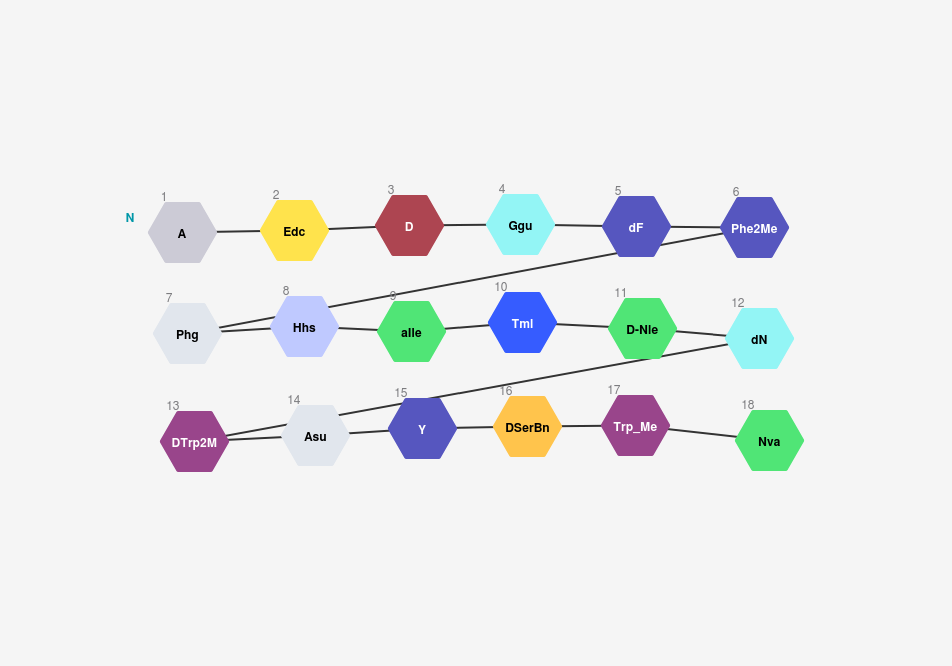 1 2 3 4 5 6
N A Edc D Ggu dF Phe2Me
7 8 9 10 11 12
Phg Hhs aIle Tml D-Nle dN
13 14 15 16 17 18
DTrp2M Asu Y DSerBn Trp_Me Nva